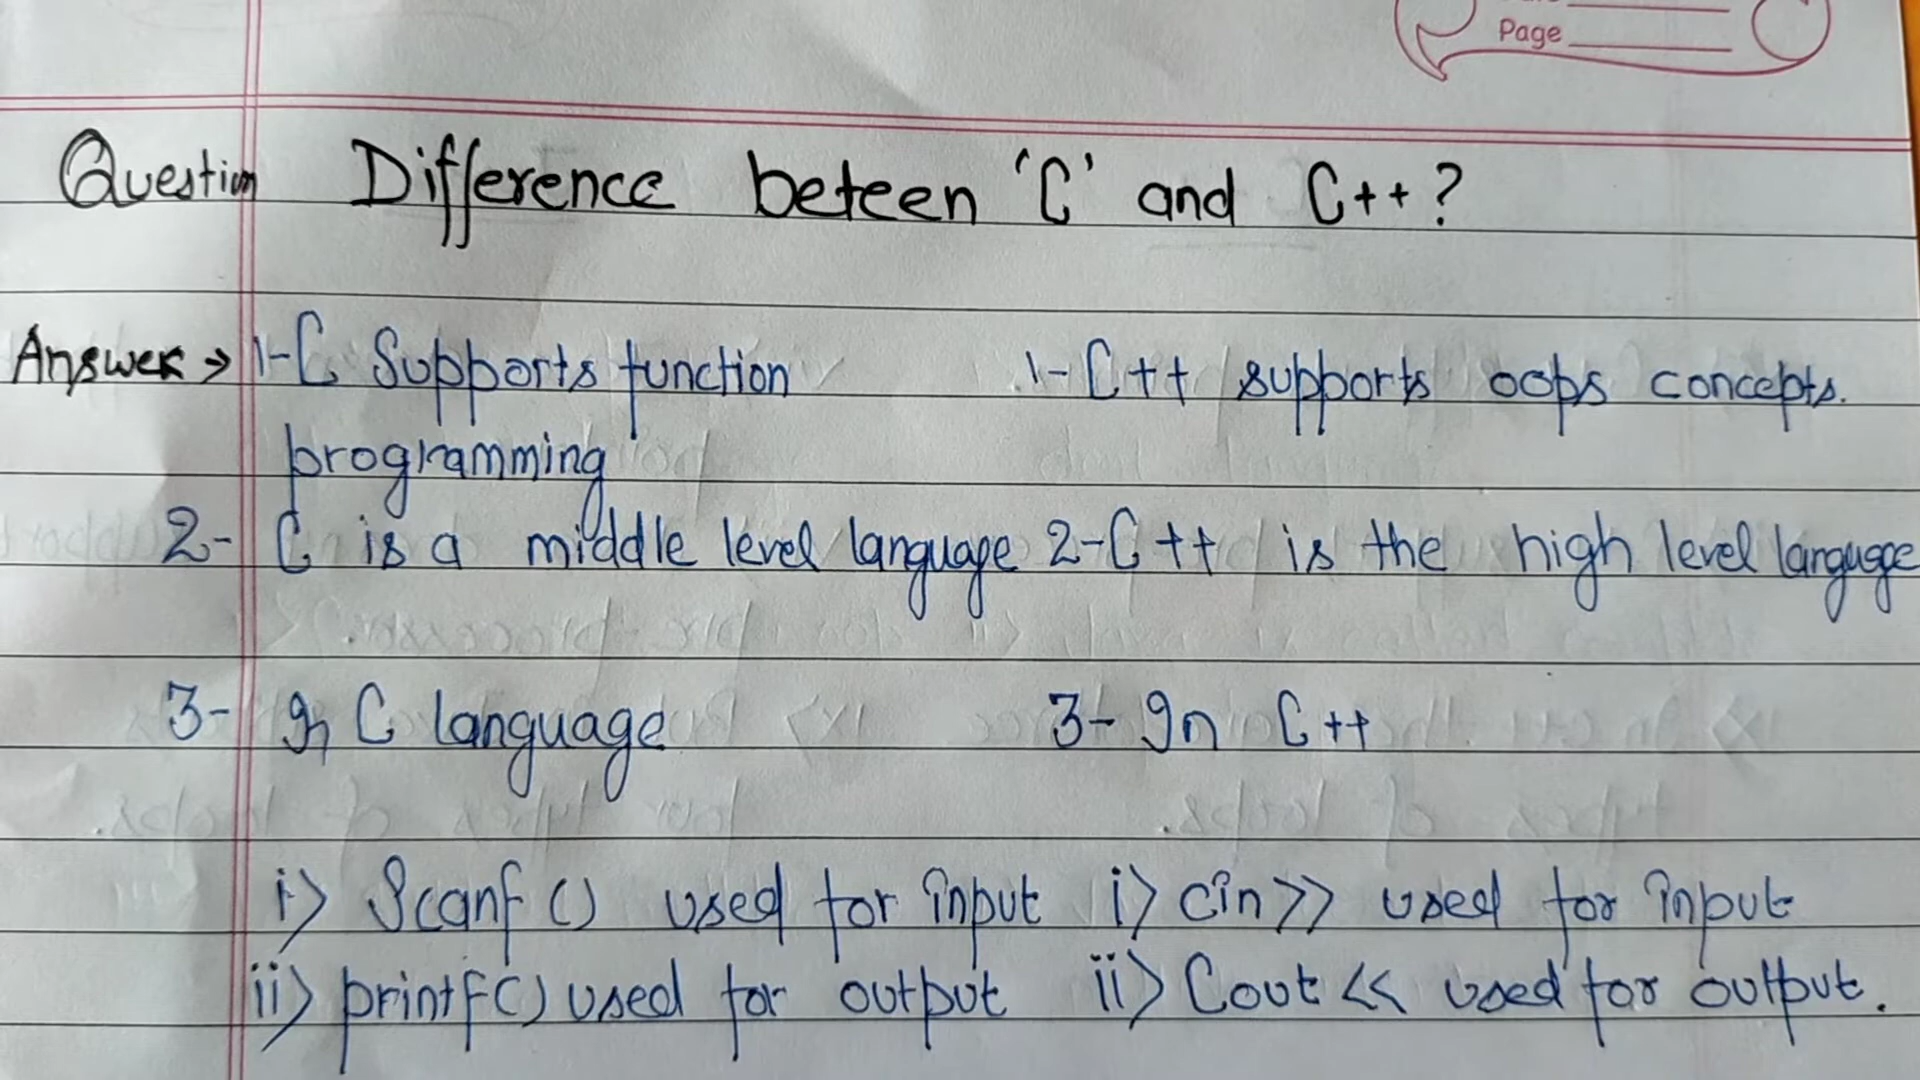 Page
Question Difference beteen 'C' and C++?
Answer → 1- C Supports function 1- C++ supports oops concepts.
programming
2- C is a middle level language 2- C++ is the high level language
3- In C language 3- In C++
i) Scanf () used for input i) cin>> used for input
ii) printf() used for output ii) Cout << used for output.